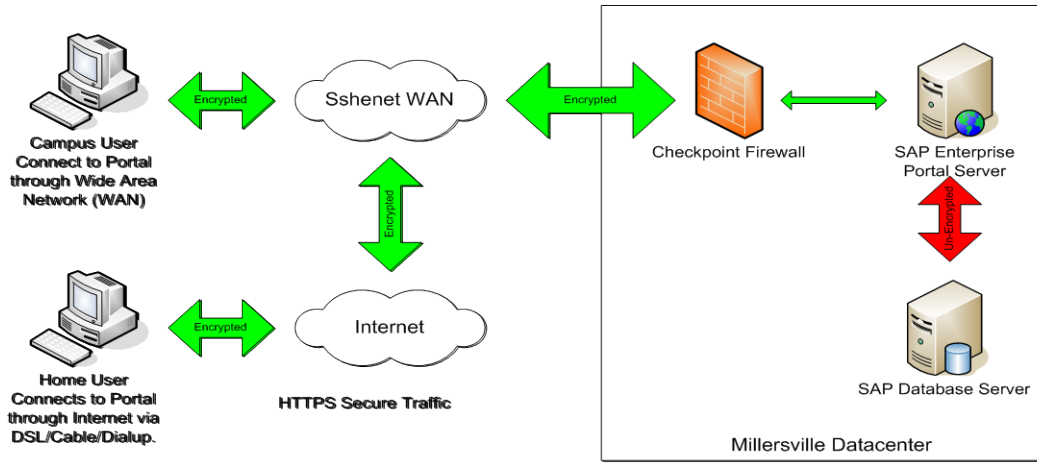 Encrypted
Sshenet WAN
Encrypted
Campus User
Connect to Portal
through Wide Area
Network (WAN)
Checkpoint Firewall
SAP Enterprise
Portal Server
Encrypted
Un-Encrypted
Encrypted
Internet
Home User
Connects to Portal
through Internet via
DSL/Cable/Dialup.
HTTPS Secure Traffic
SAP Database Server
Millersville Datacenter